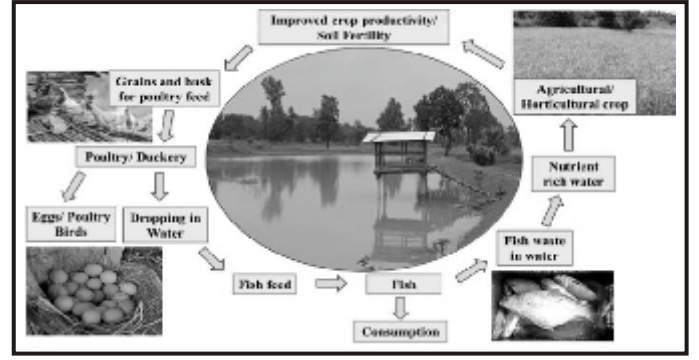 Improved crop productivity/
Soil Fertility
Grains and husk
for poultry feed
Agricultural/
Horticultural crop
Poultry/ Duckery
Nutrient
rich water
Eggs/ Poultry
Birds
Dropping in
Water
Fish waste
in water
Fish feed
Fish
Consumption